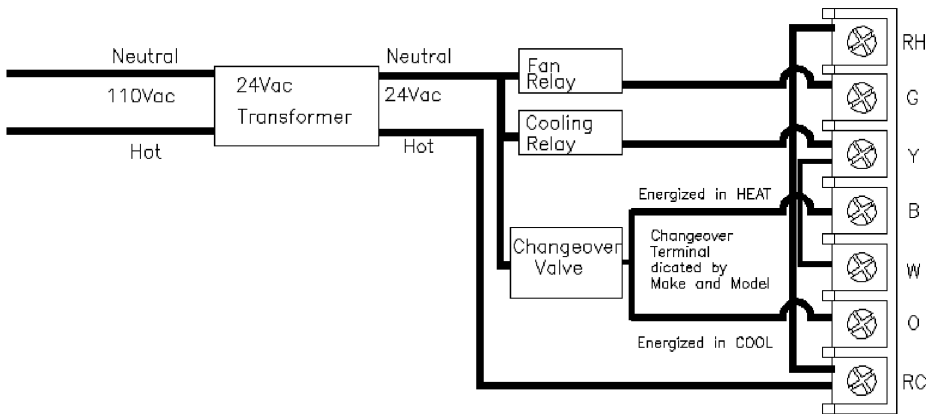 Neutral
110Vac
Hot
24Vac
Transformer
Neutral
24Vac
Hot
Fan
Relay
Cooling
Relay
Changeover
Valve
Energized in HEAT
Changeover
Terminal
dicated by
Make and Model
Energized in COOL
RH
G
Y
B
W
O
RC